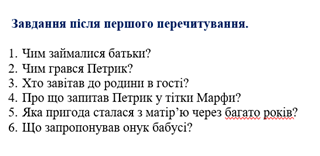 Завдання після першого перечитування.
1. Чим займалися батьки?
2. Чим грався Петрик?
3. Хто завітав до родини в гості?
4. Про що запитав Петрик у тітки Марфи?
5. Яка пригода сталася з матір’ю через багато років?
6. Що запропонував онук бабусі?